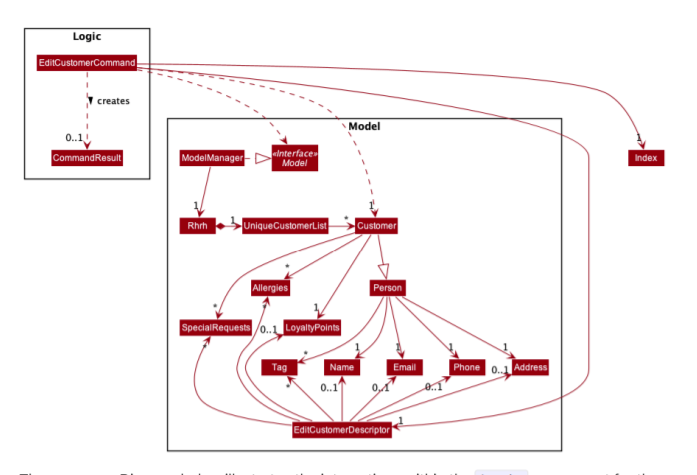 Logic
EditCustomerCommand
creates
0..1
CommandResult
1
Index
Model
ModelManager
«Interface»
Model
1
1
Rhrh
1
UniqueCustomerList
*
Customer
*
Allergies
Person
*
*
1
SpecialRequests
0..1
LoyaltyPoints
*
*
1
1
1
1
Tag
Name
Email
Phone
Address
*
0..1
0..1
0..1
0..1
EditCustomerDescriptor
1